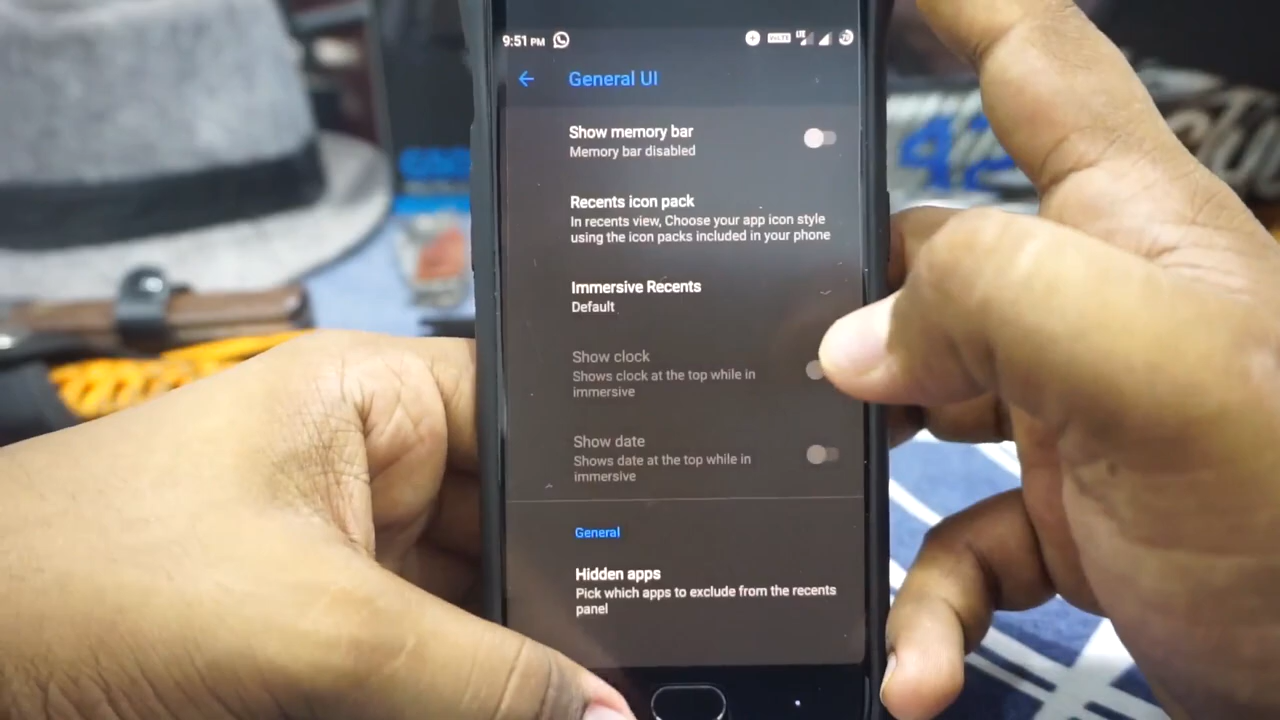 9:51 PM
VoLTE LTE
General UI
Show memory bar
Memory bar disabled
Recents icon pack
In recents view, Choose your app icon style
using the icon packs included in your phone
Immersive Recents
Default
Show clock
Shows clock at the top while in
immersive
Show date
Shows date at the top while in
immersive
General
Hidden apps
Pick which apps to exclude from the recents
panel